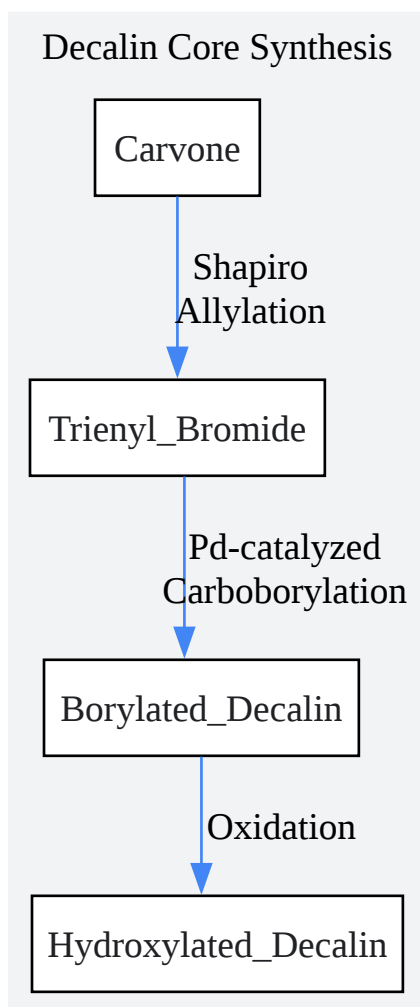 Decalin Core Synthesis
Carvone
Shapiro
Allylation
Trienyl_Bromide
Pd-catalyzed
Carboborylation
Borylated_Decalin
Oxidation
Hydroxylated_Decalin